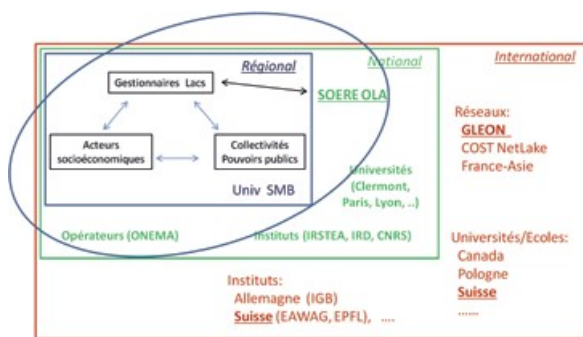 International
National
Régional
Gestionnaires Lacs
SOERE OLA
Acteurs
socioéconomiques
Collectivités
Pouvoirs publics
Univ SMB
Universités
(Clermont,
Paris, Lyon, ..)
Opérateurs (ONEMA)
Instituts (IRSTEA, IRD, CNRS)
Réseaux:
GLEON
COST NetLake
France-Asie
Universités/Ecoles:
Canada
Pologne
Suisse
......
Instituts:
Allemagne (IGB)
Suisse (EAWAG, EPFL), ....